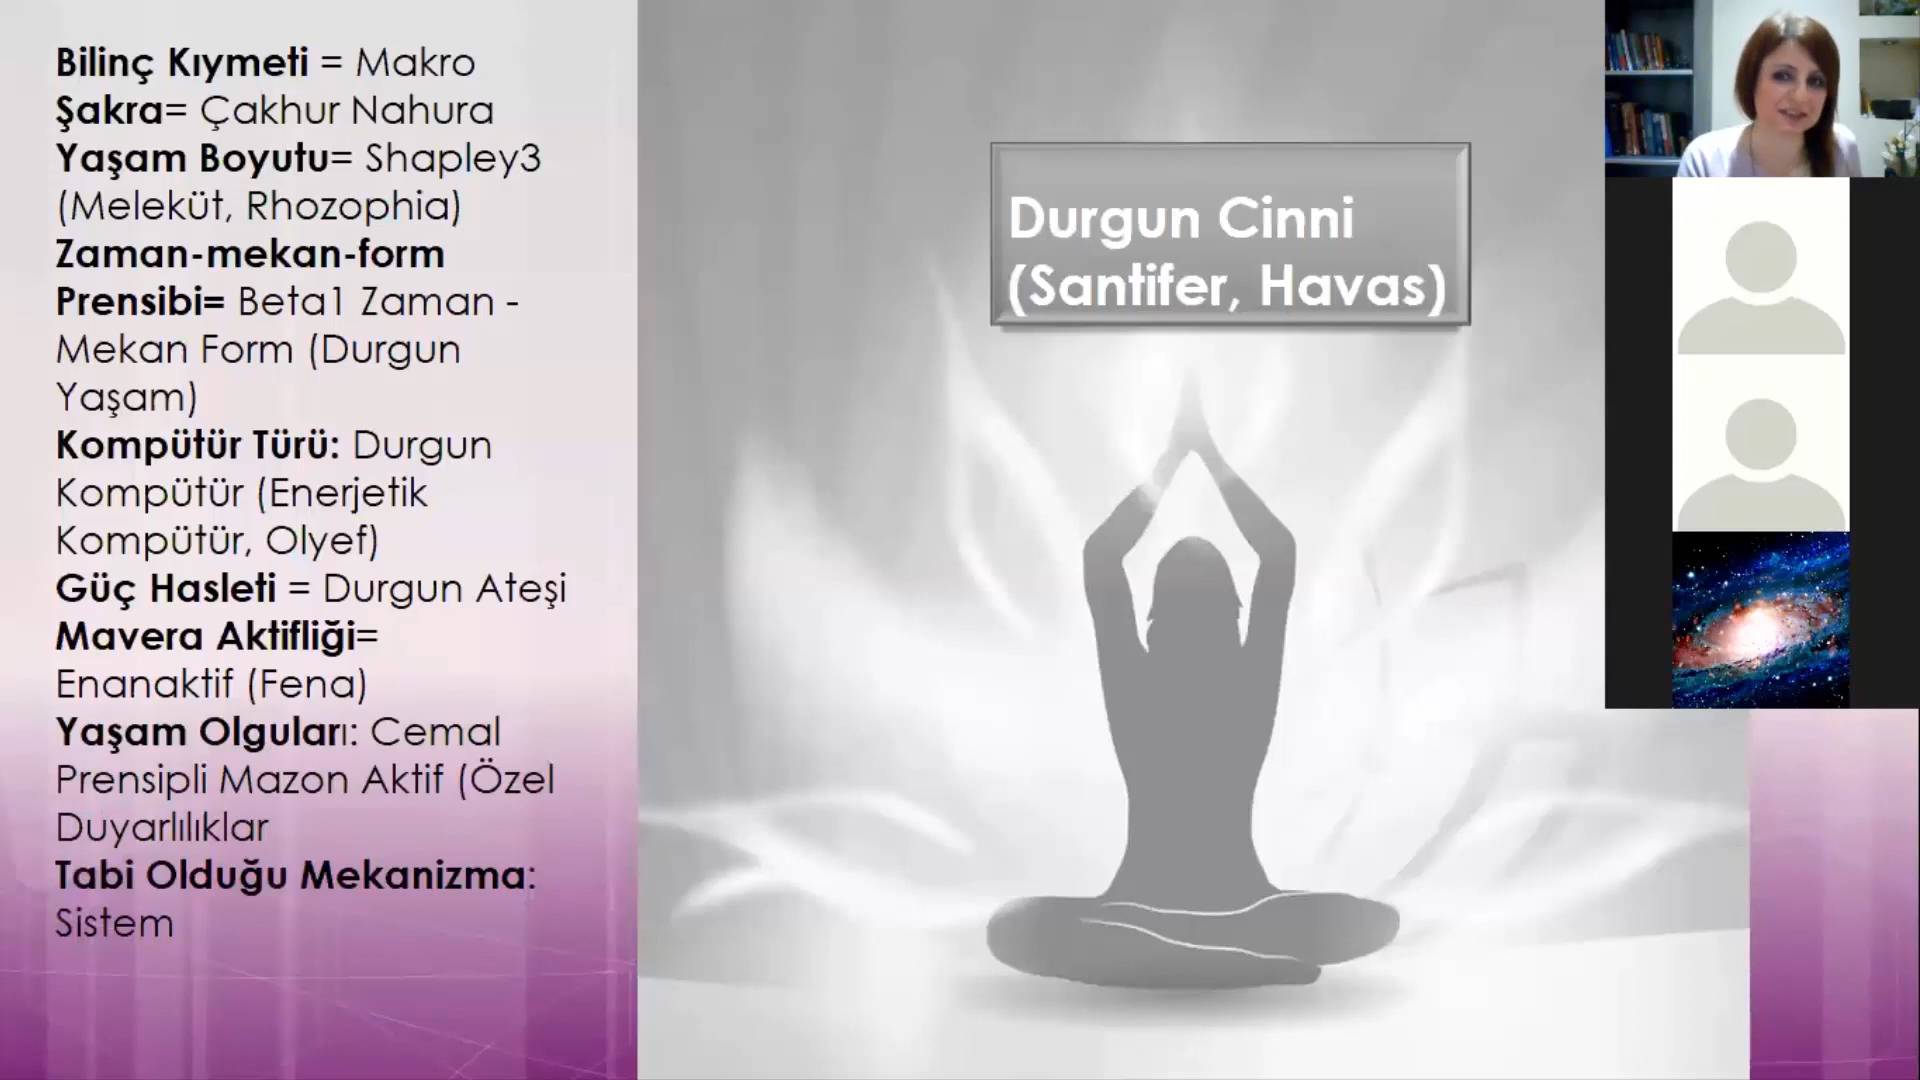 Bilinç Kıymeti = Makro
Şakra= Çakhur Nahura
Yaşam Boyutu= Shapley3
(Meleküt, Rhozophia)
Zaman-mekan-form
Prensibi= Beta1 Zaman -
Mekan Form (Durgun
Yaşam)
Kompütür Türü: Durgun
Kompütür (Enerjetik
Kompütür, Olyef)
Güç Hasleti = Durgun Ateşi
Mavera Aktifliği=
Enanaktif (Fena)
Yaşam Olguları: Cemal
Prensipli Mazon Aktif (Özel
Duyarlılıklar
Tabi Olduğu Mekanizma:
Sistem
Durgun Cinni
(Santifer, Havas)